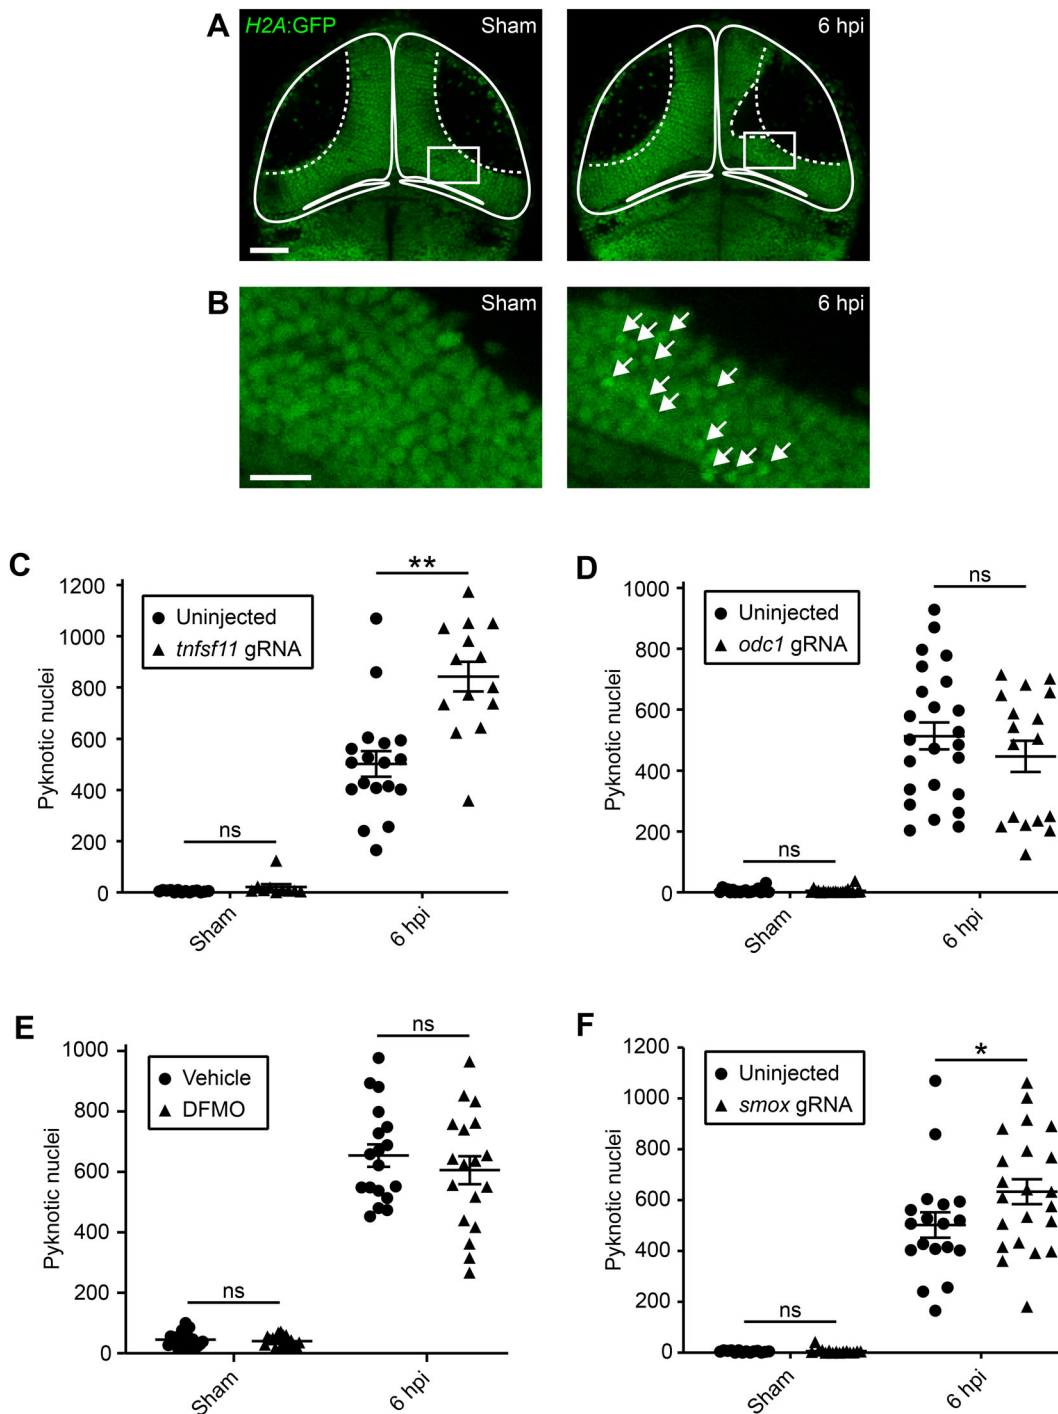 A
H2A:GFP
Sham
6 hpi
B
Sham
6 hpi
C
Pyknotic nuclei
1200
1000
800
600
400
200
0
Uninjected
tnfsf11 gRNA
ns
**
Sham
6 hpi
D
Pyknotic nuclei
1000
800
600
400
200
0
Uninjected
odc1 gRNA
ns
ns
Sham
6 hpi
E
Pyknotic nuclei
1000
800
600
400
200
0
Vehicle
DFMO
ns
ns
Sham
6 hpi
F
Pyknotic nuclei
1200
1000
800
600
400
200
0
Uninjected
smox gRNA
ns
*
Sham
6 hpi